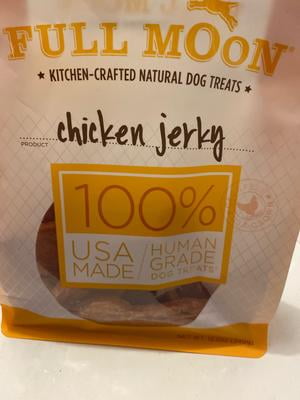 FULL MOON®
★ KITCHEN-CRAFTED NATURAL DOG TREATS ★
PRODUCT chicken jerky
100%
USA MADE / HUMAN GRADE DOG TREATS